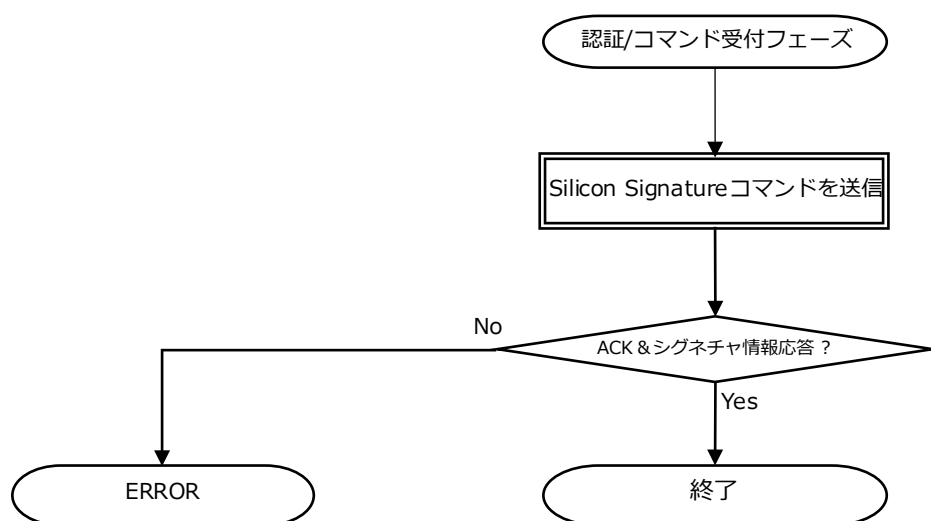 認証/コマンド受付フェーズ
Silicon Signatureコマンドを送信
No
ACK＆シグネチャ情報応答？
Yes
ERROR
終了